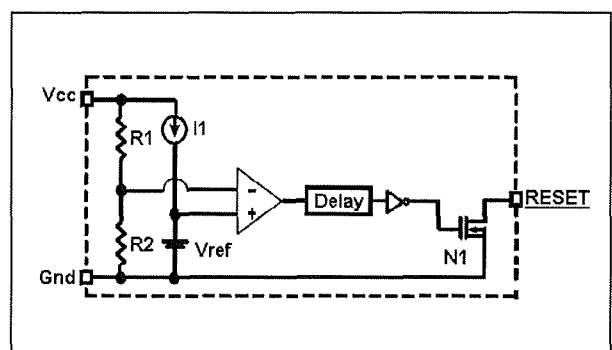 Vcc
R1
I1
-
+
Delay
RESET
R2
Vref
N1
Gnd